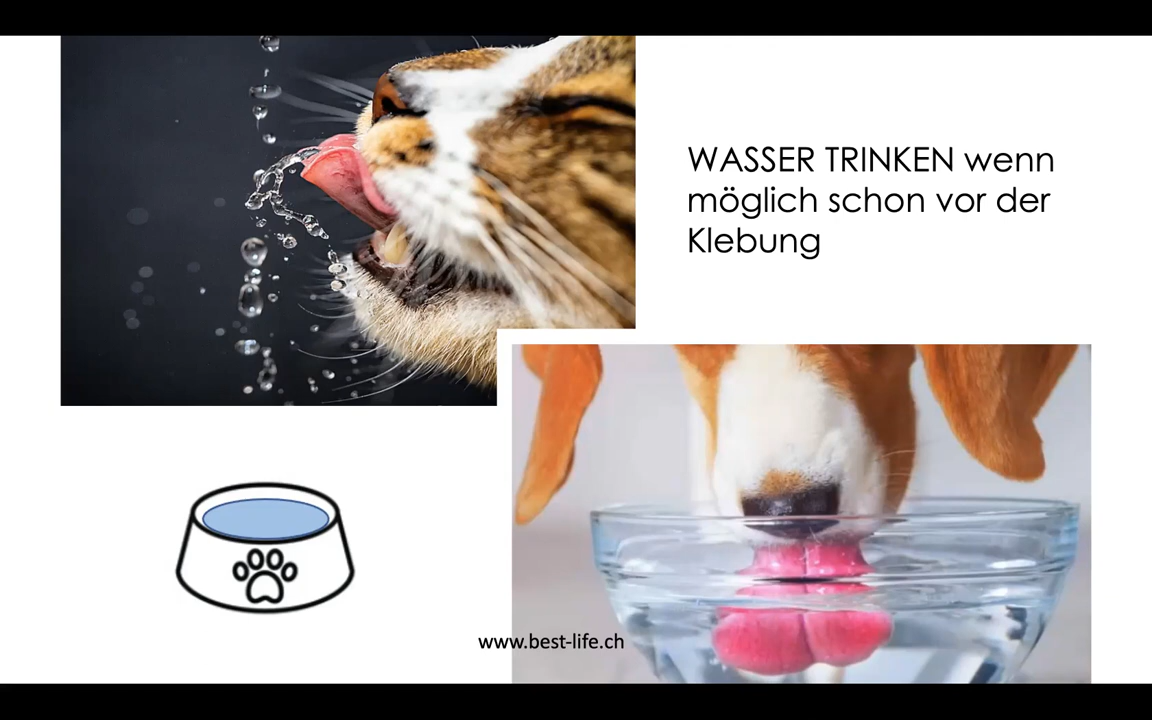 WASSER TRINKEN wenn
möglich schon vor der
Klebung
www.best-life.ch